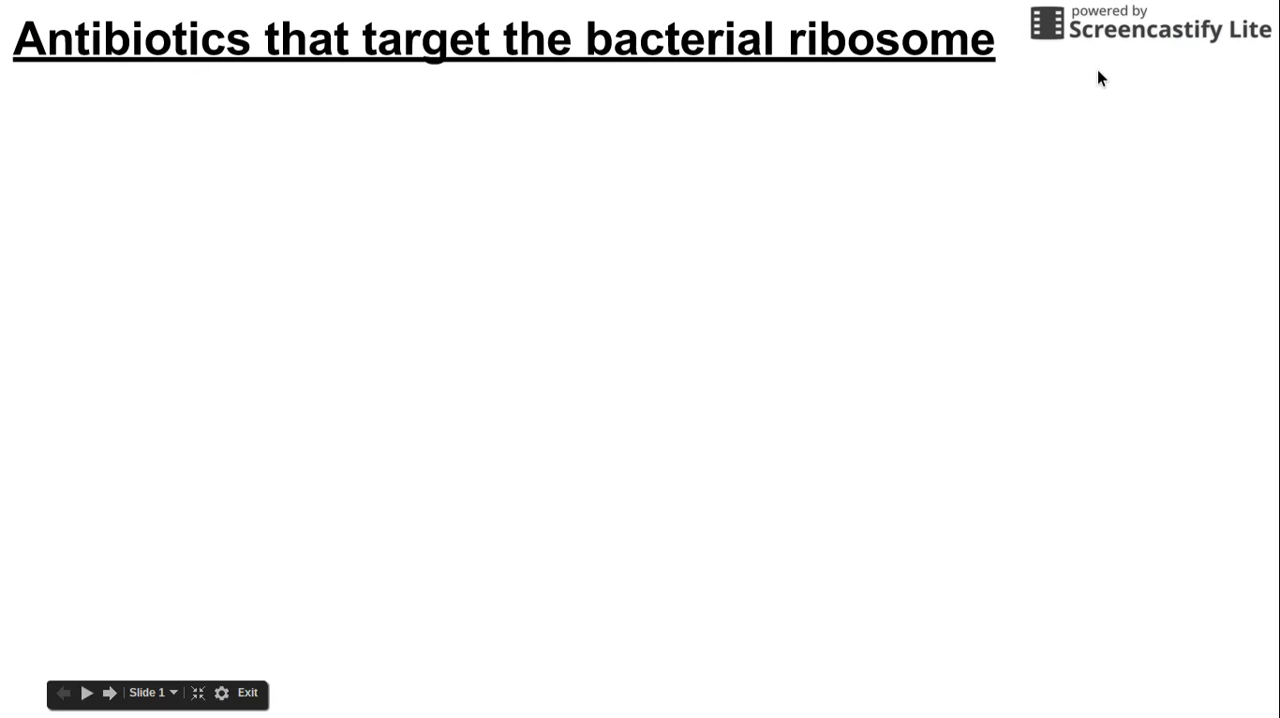 Antibiotics that target the bacterial ribosome
powered by
Screencastify Lite
Slide 1
Exit